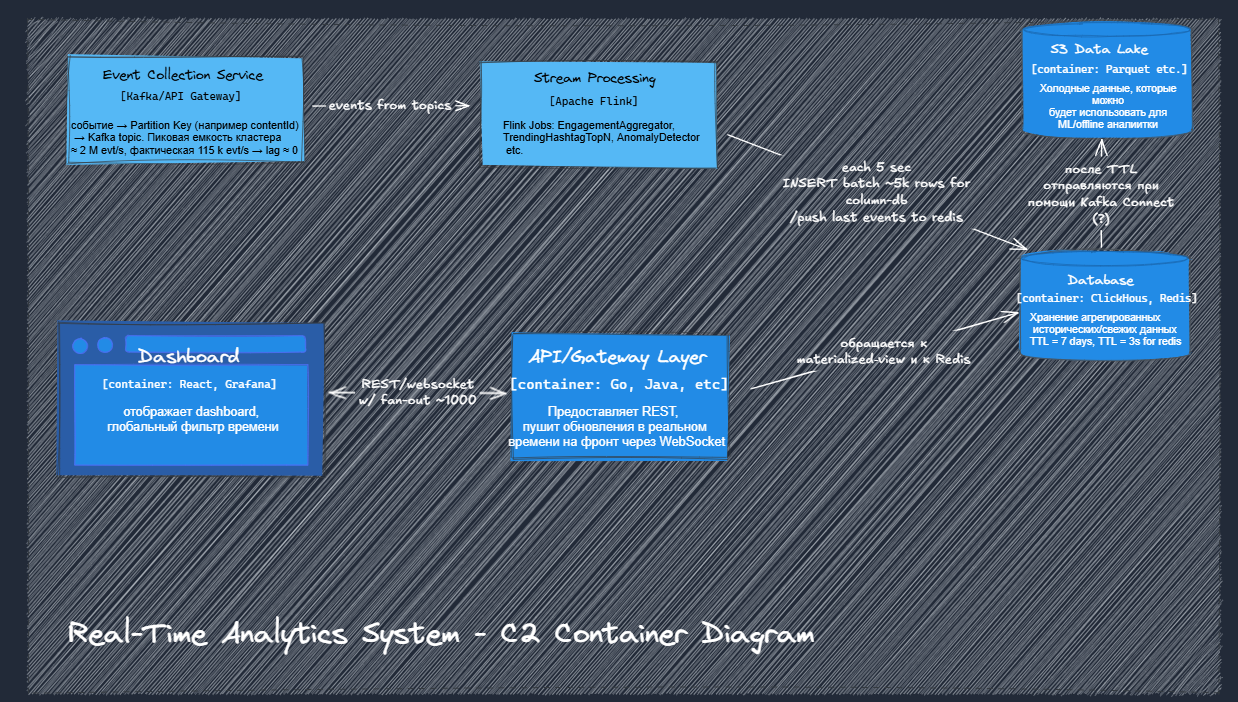 Event Collection Service
[Kafka/API Gateway]
событие → Partition Key (например contentId)
→ Kafka topic. Пиковая емкость кластера
≈ 2 M evt/s, фактическая 115 k evt/s → lag ≈ 0
events from topics
Stream Processing
[Apache Flink]
Flink Jobs: EngagementAggregator,
TrendingHashtagTopN, AnomalyDetector
etc.
S3 Data Lake
[container: Parquet etc.]
Холодные данные, которые
можно
будет использовать для
ML/offline аналиитки
each 5 sec
INSERT batch ~5k rows for
column-db
/push last events to redis
после TTL
отправляются при
помощи Kafka Connect
(?)
Database
[container: ClickHous, Redis]
Хранение агрегированных
исторических/свежих данных
TTL = 7 days, TTL = 3s for redis
Dashboard
[container: React, Grafana]
отображает dashboard,
глобальный фильтр времени
REST/websocket
w/ fan-out ~1000
API/Gateway Layer
[container: Go, Java, etc]
Предоставляет REST,
пушит обновления в реальном
времени на фронт через WebSocket
обращается к
materialized-view и к Redis
Real-Time Analytics System - C2 Container Diagram